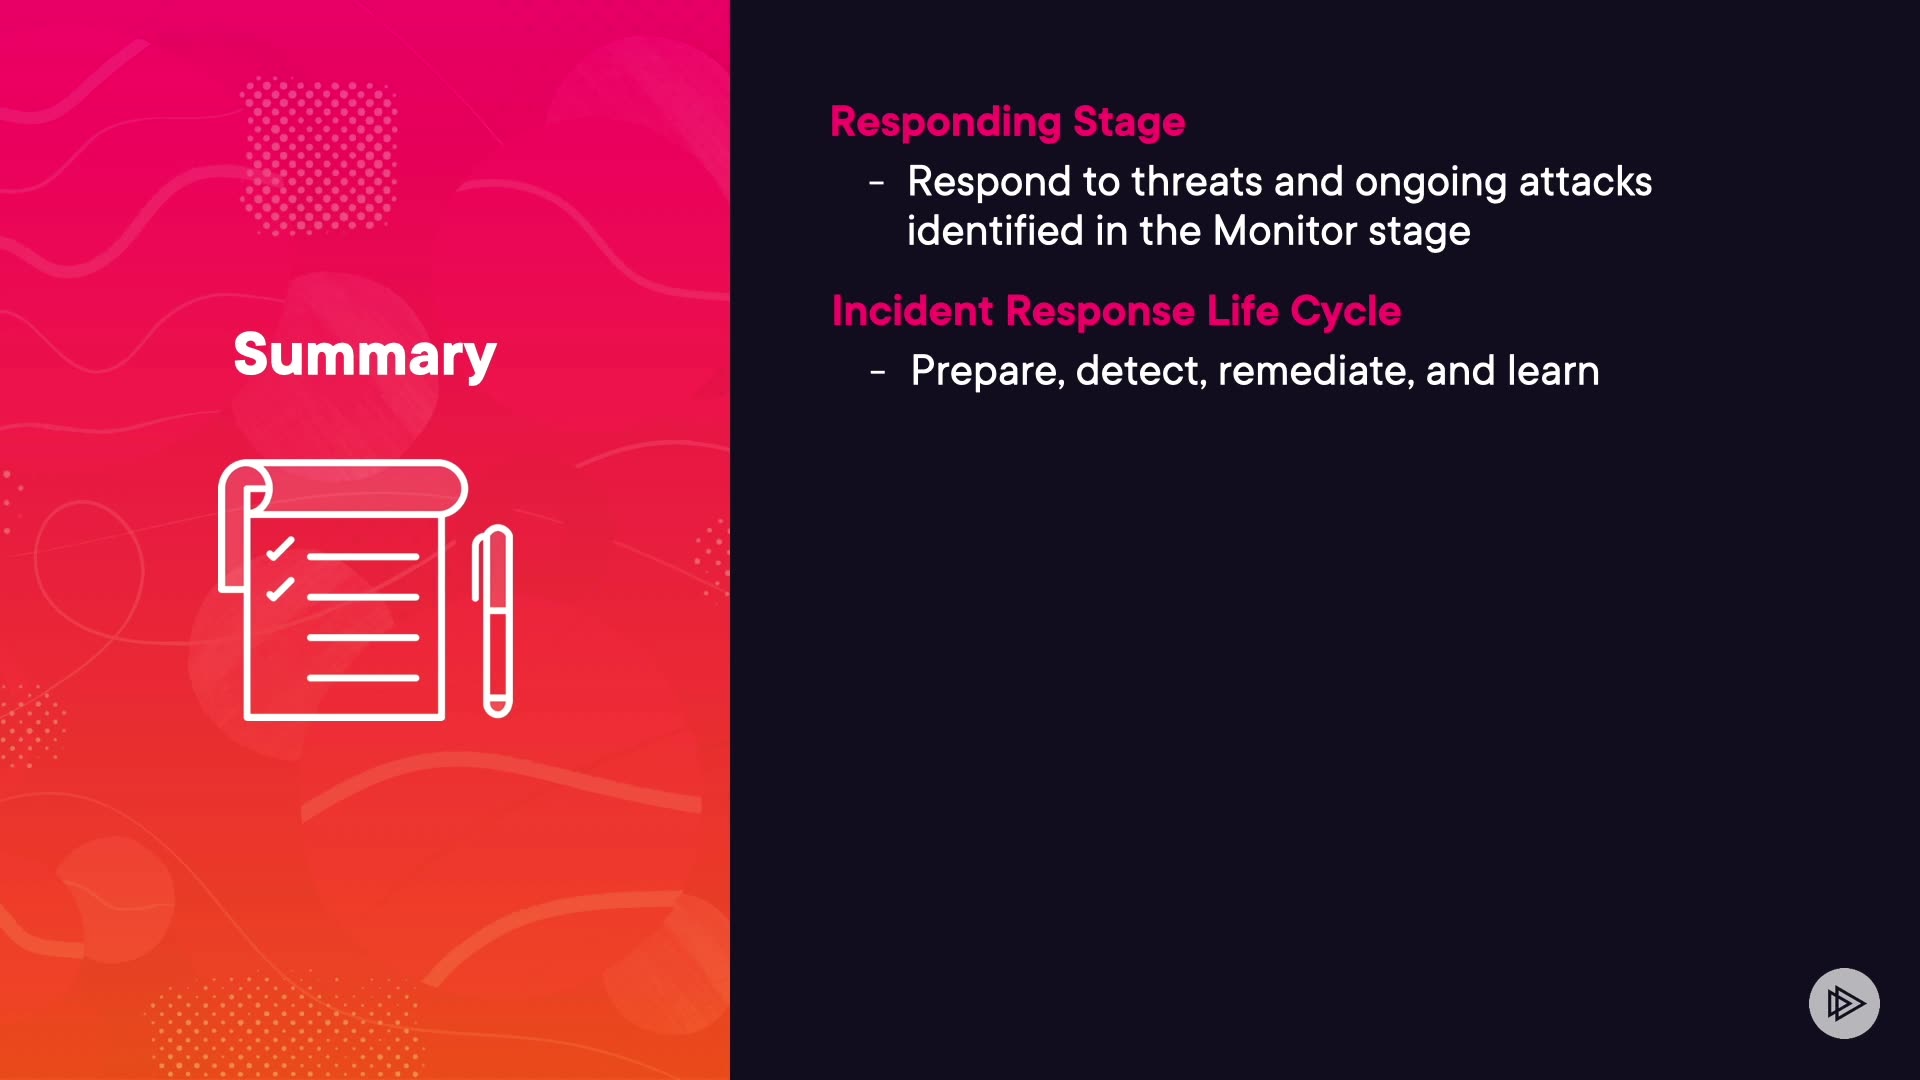 Summary
Responding Stage
- Respond to threats and ongoing attacks
identified in the Monitor stage
Incident Response Life Cycle
- Prepare, detect, remediate, and learn